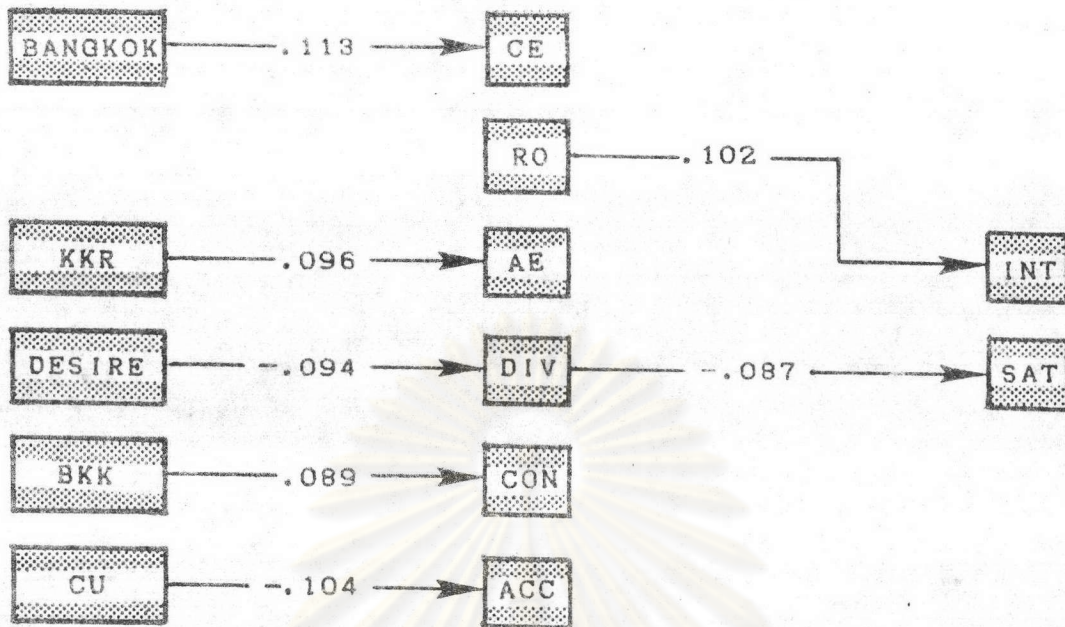 BANGKOK .113 CE
RO .102
KKR .096 AE INT
DESIRE -.094 DIV -.087 SAT
BKK .089 CON
CU -.104 ACC